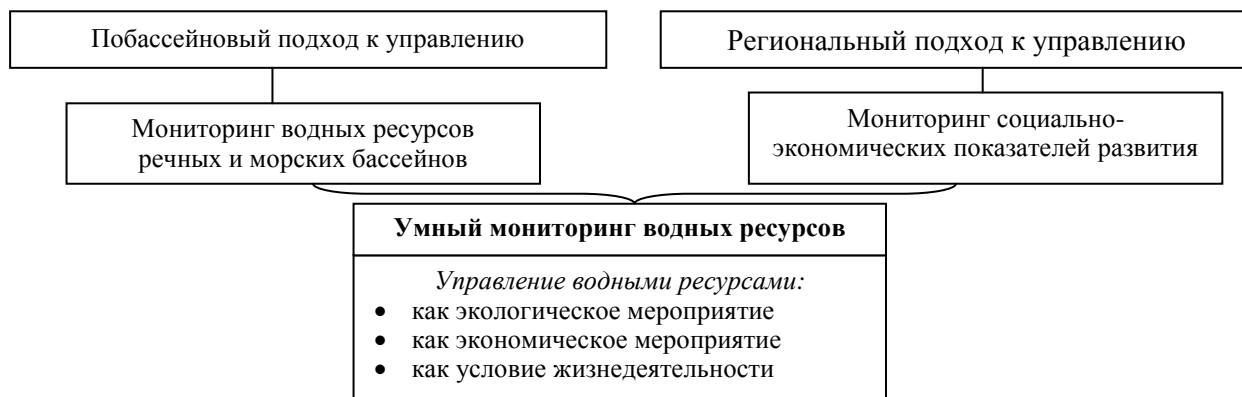 Побассейновый подход к управлению
Региональный подход к управлению
Мониторинг водных ресурсов
речных и морских бассейнов
Мониторинг социально-
экономических показателей развития
Умный мониторинг водных ресурсов
Управление водными ресурсами:
• как экологическое мероприятие
• как экономическое мероприятие
• как условие жизнедеятельности